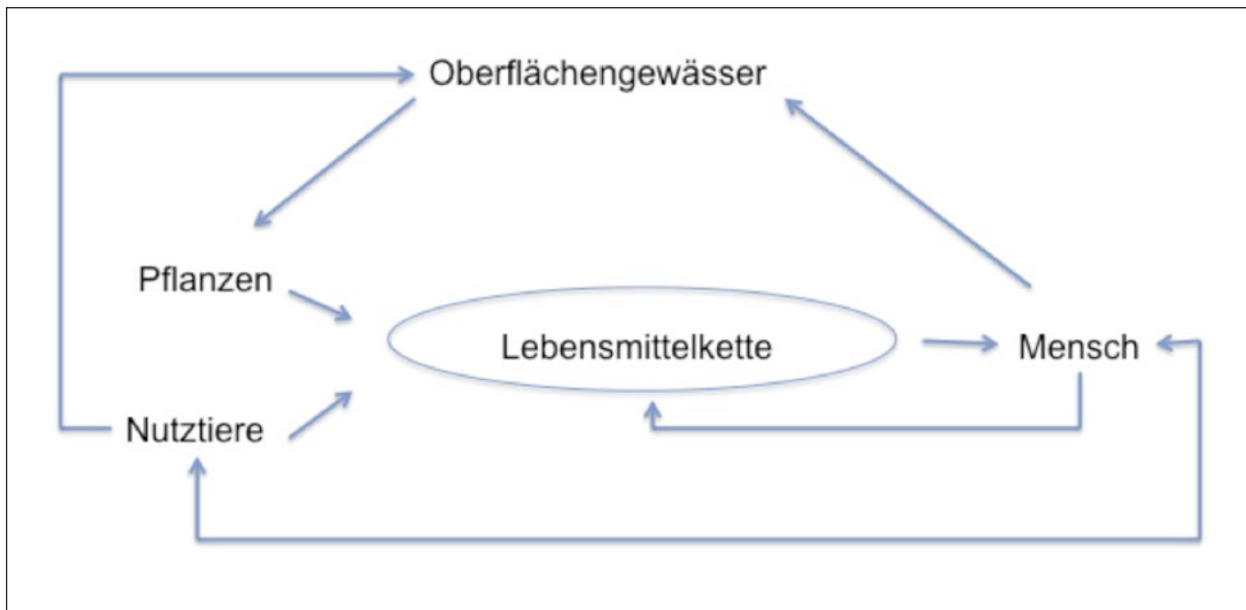 Oberflächengewässer
Pflanzen
Lebensmittelkette
Mensch
Nutztiere